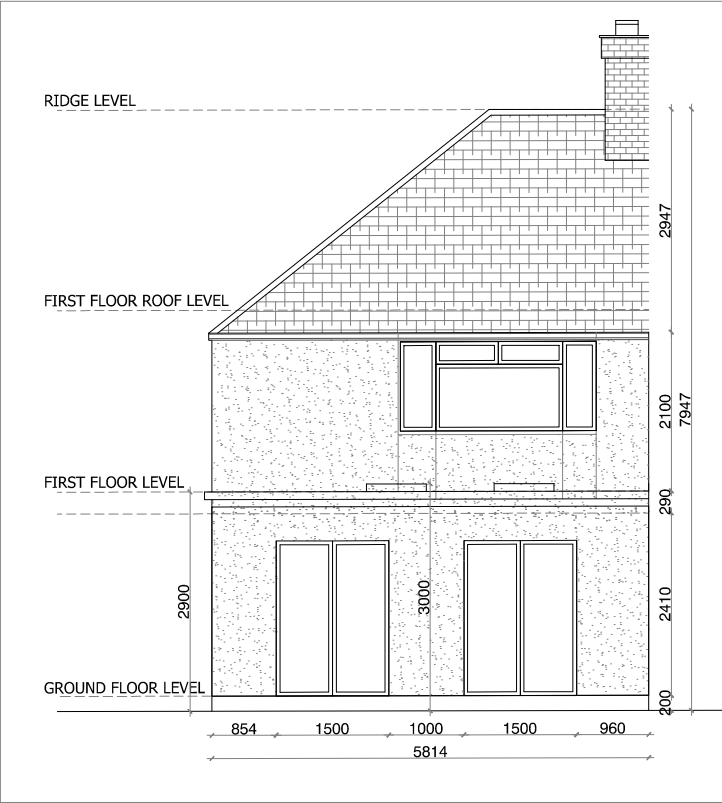 RIDGE LEVEL
2947
FIRST FLOOR ROOF LEVEL
2100
7947
FIRST FLOOR LEVEL
290
2900
3000
2410
GROUND FLOOR LEVEL
200
854 1500 1000 1500 960
5814